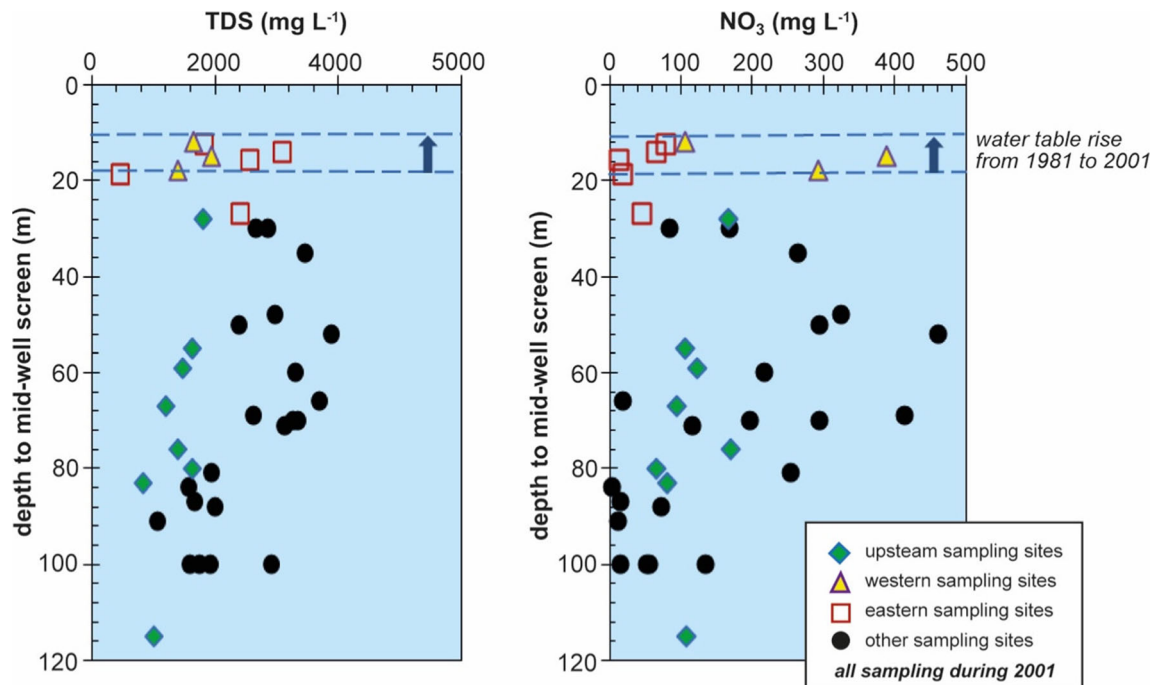 TDS (mg L⁻¹)
0 2000 4000 5000
depth to mid-well screen (m)
0
20
40
60
80
100
120
NO₃ (mg L⁻¹)
0 100 200 300 400 500
depth to mid-well screen (m)
0
20
40
60
80
100
120
water table rise
from 1981 to 2001
upsteam sampling sites
western sampling sites
eastern sampling sites
other sampling sites
all sampling during 2001